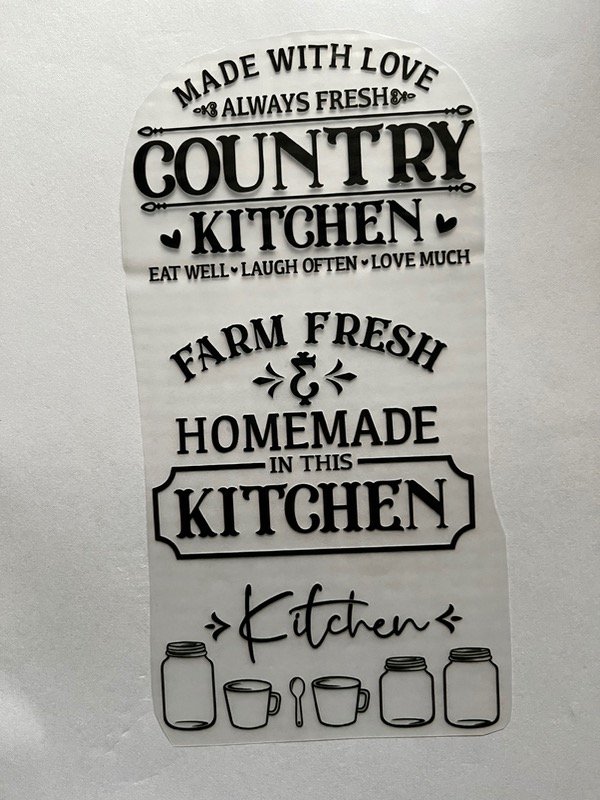 MADE WITH LOVE
ALWAYS FRESH
COUNTRY
KITCHEN
EAT WELL♥LAUGH OFTEN♥LOVE MUCH
FARM FRESH
&
HOMEMADE
IN THIS
KITCHEN
Kitchen